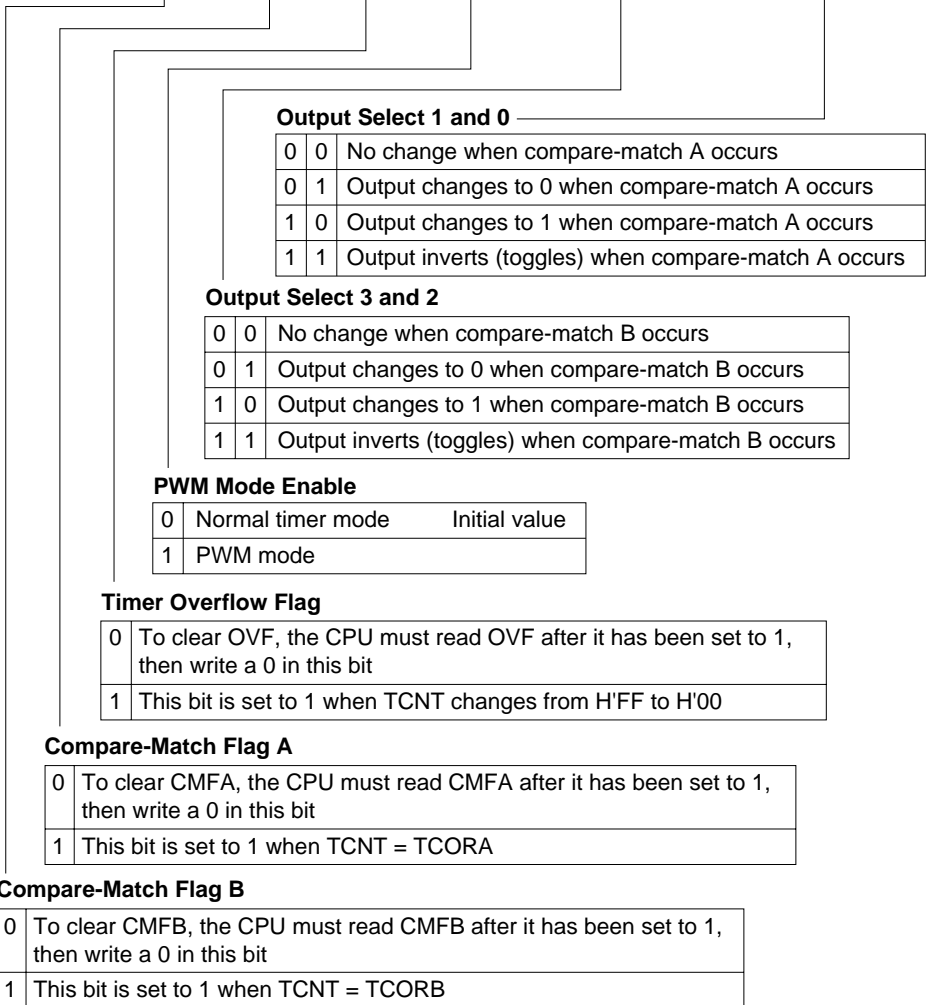 Output Select 1 and 0
0 0 No change when compare-match A occurs
0 1 Output changes to 0 when compare-match A occurs
1 0 Output changes to 1 when compare-match A occurs
1 1 Output inverts (toggles) when compare-match A occurs
Output Select 3 and 2
0 0 No change when compare-match B occurs
0 1 Output changes to 0 when compare-match B occurs
1 0 Output changes to 1 when compare-match B occurs
1 1 Output inverts (toggles) when compare-match B occurs
PWM Mode Enable
0 Normal timer mode Initial value
1 PWM mode
Timer Overflow Flag
0 To clear OVF, the CPU must read OVF after it has been set to 1,
then write a 0 in this bit
1 This bit is set to 1 when TCNT changes from H'FF to H'00
Compare-Match Flag A
0 To clear CMFA, the CPU must read CMFA after it has been set to 1,
then write a 0 in this bit
1 This bit is set to 1 when TCNT = TCORA
Compare-Match Flag B
0 To clear CMFB, the CPU must read CMFB after it has been set to 1,
then write a 0 in this bit
1 This bit is set to 1 when TCNT = TCORB